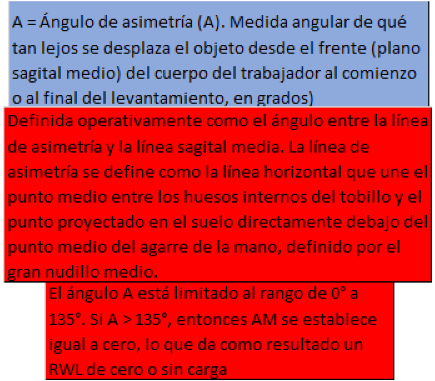 A = Ángulo de asimetría (A). Medida angular de qué
tan lejos se desplaza el objeto desde el frente (plano
sagital medio) del cuerpo del trabajador al comienzo
o al final del levantamiento, en grados)
Definida operativamente como el ángulo entre la línea
de asimetría y la línea sagital media. La línea de
asimetría se define como la línea horizontal que une el
punto medio entre los huesos internos del tobillo y el
punto proyectado en el suelo directamente debajo del
punto medio del agarre de la mano, definido por el
gran nudillo medio.
El ángulo A está limitado al rango de 0° a
135°. Si A > 135°, entonces AM se establece
igual a cero, lo que da como resultado un
RWL de cero o sin carga